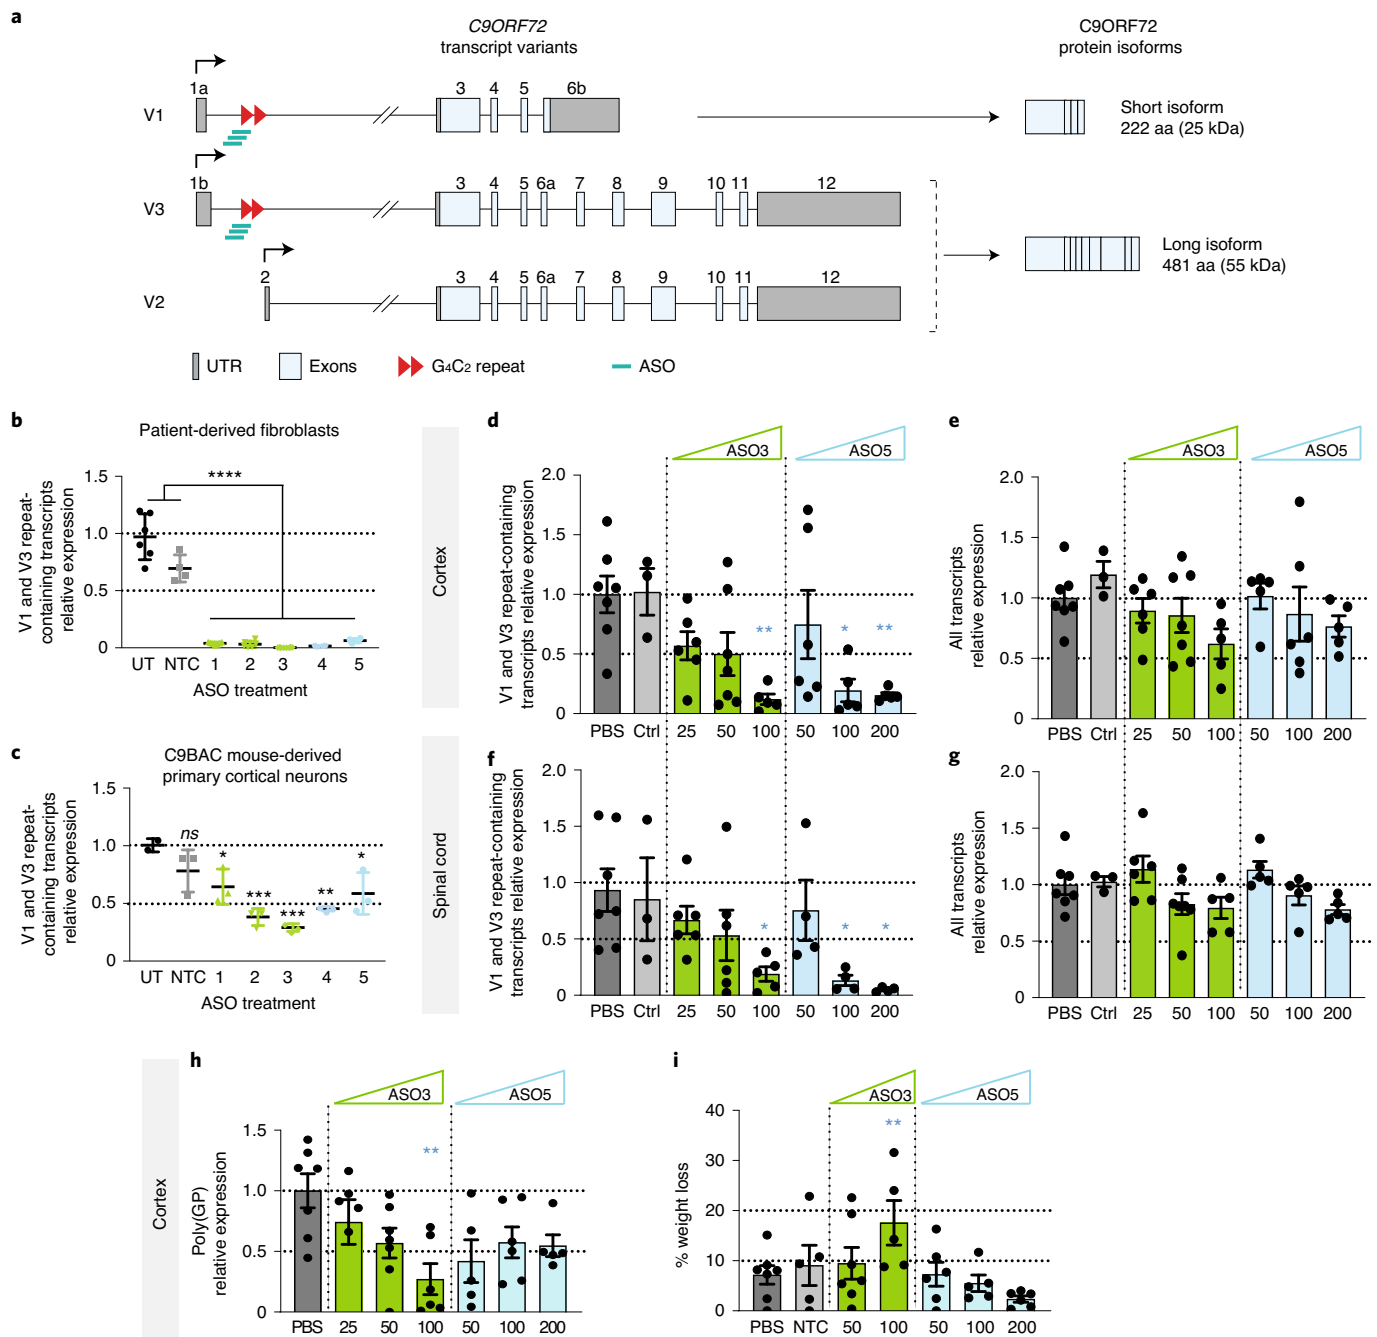 a
C9ORF72
transcript variants
C9ORF72
protein isoforms
1a 3 4 5 6b
V1
Short isoform
222 aa (25 kDa)
1b 3 4 5 6a 7 8 9 10 11 12
V3
Long isoform
481 aa (55 kDa)
2 3 4 5 6a 7 8 9 10 11 12
V2
UTR Exons G4C2 repeat ASO
b
Patient-derived fibroblasts
V1 and V3 repeat-
containing transcripts
relative expression
1.5
1.0
0.5
0
****
UT NTC 1 2 3 4 5
ASO treatment
c
C9BAC mouse-derived
primary cortical neurons
V1 and V3 repeat-
containing transcripts
relative expression
1.5
1.0
0.5
0
ns * *** *** ** *
UT NTC 1 2 3 4 5
ASO treatment
Cortex
Spinal cord
d
ASO3 ASO5
V1 and V3 repeat-containing
transcripts relative expression
2.0
1.5
1.0
0.5
0
** * **
PBS Ctrl 25 50 100 50 100 200
e
ASO3 ASO5
All transcripts
relative expression
2.0
1.5
1.0
0.5
0
PBS Ctrl 25 50 100 50 100 200
f
V1 and V3 repeat-containing
transcripts relative expression
2.0
1.5
1.0
0.5
0
* * *
PBS Ctrl 25 50 100 50 100 200
g
All transcripts
relative expression
2.0
1.5
1.0
0.5
0
PBS Ctrl 25 50 100 50 100 200
Cortex
h
ASO3 ASO5
Poly(GP)
relative expression
1.5
1.0
0.5
0
**
PBS 25 50 100 50 100 200
i
ASO3 ASO5
% weight loss
40
30
20
10
0
**
PBS NTC 50 100 50 100 200